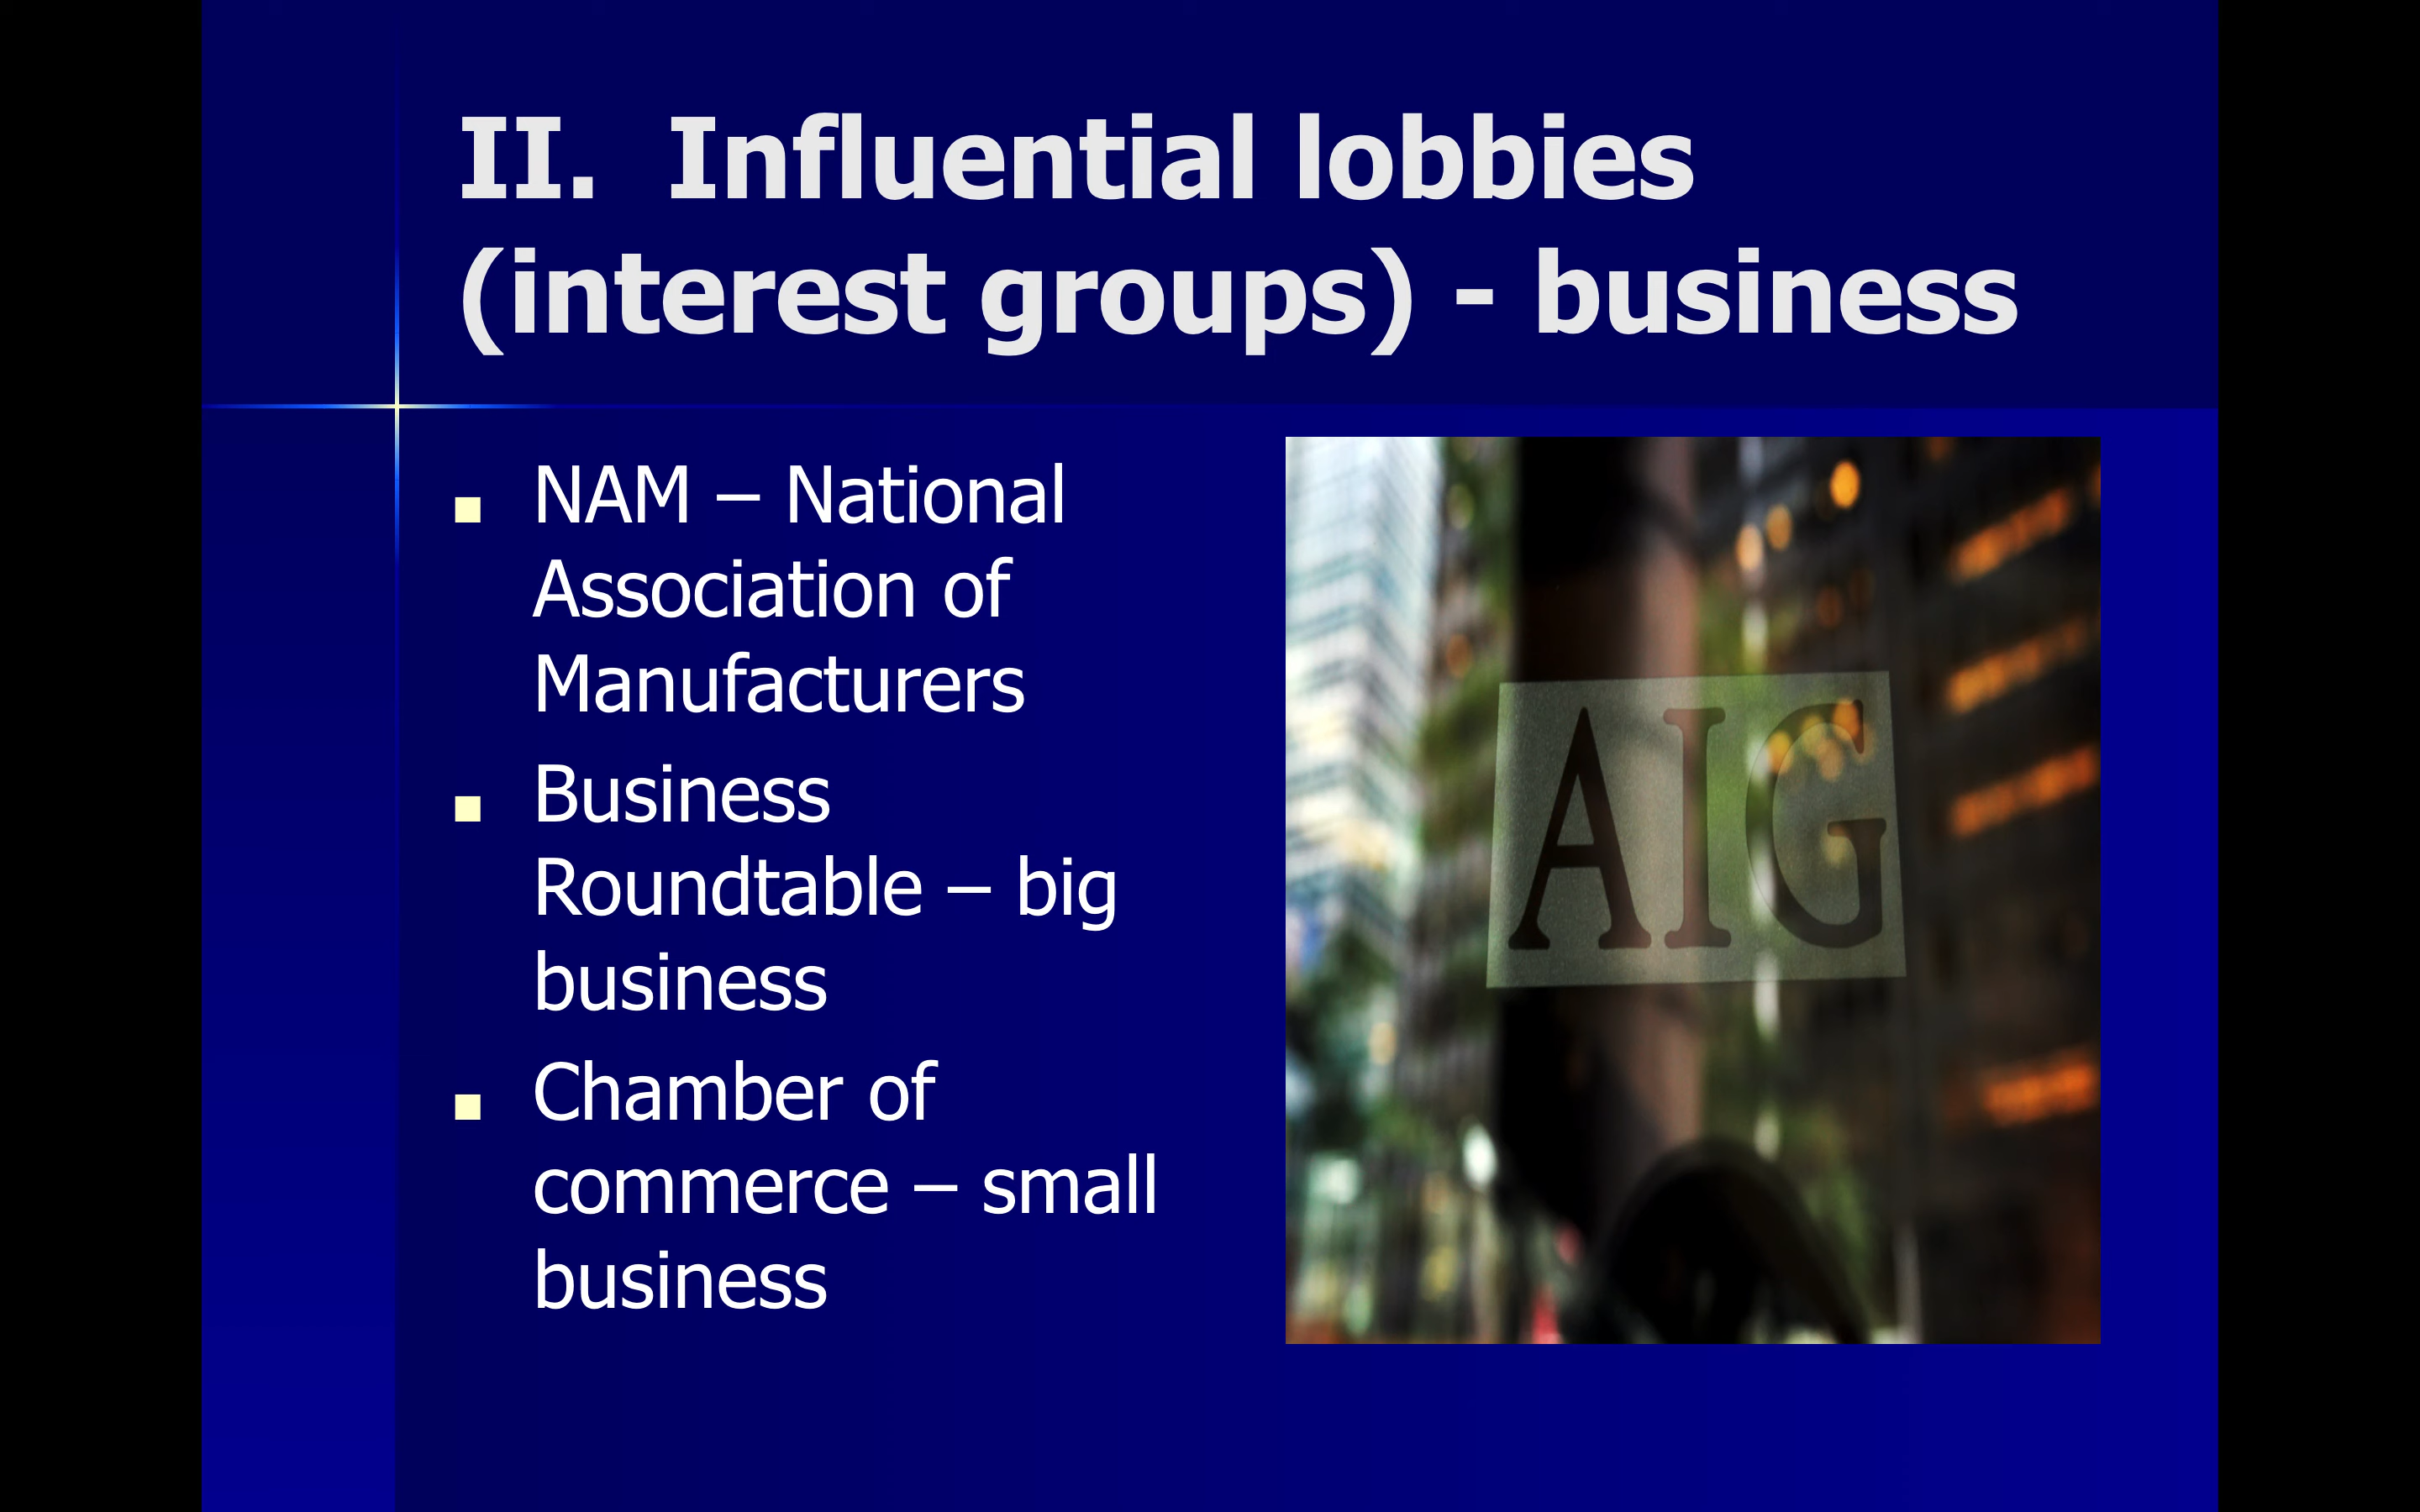 II.  Influential lobbies
(interest groups) - business
NAM – National
Association of
Manufacturers
Business
Roundtable – big
business
Chamber of
commerce – small
business
AIG